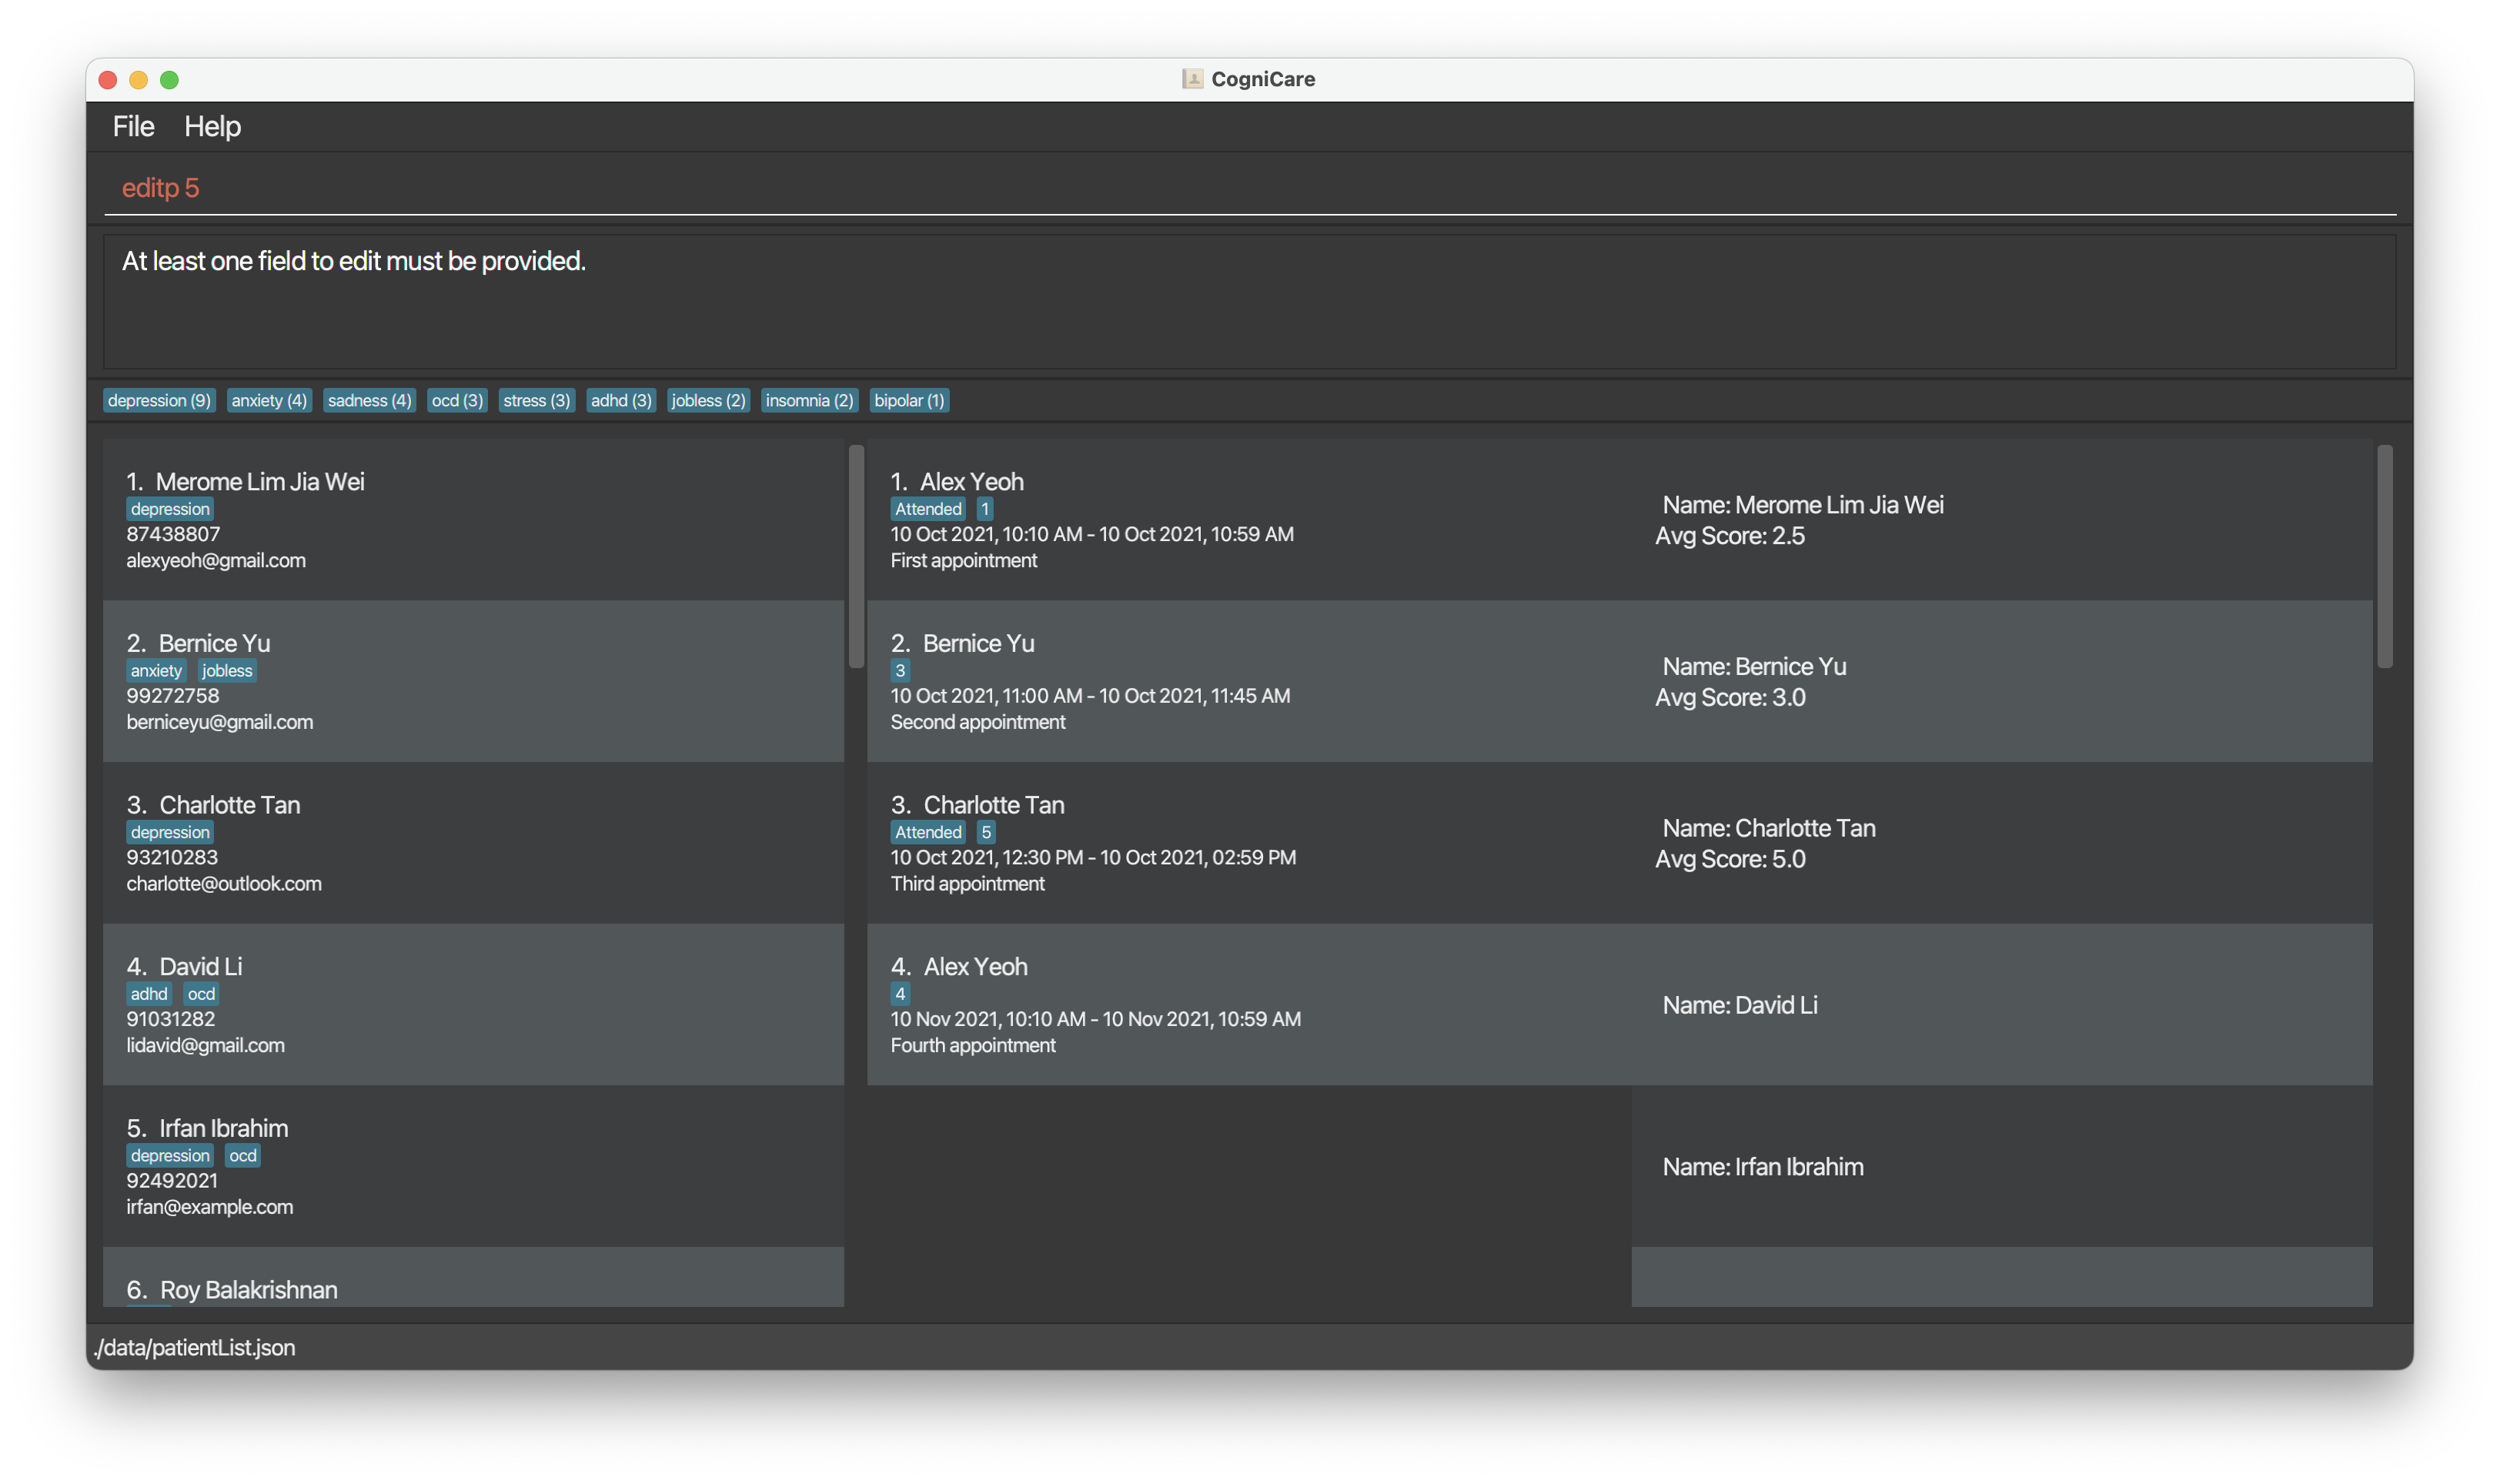 CogniCare
File Help
editp 5
At least one field to edit must be provided.
depression (9) anxiety (4) sadness (4) ocd (3) stress (3) adhd (3) jobless (2) insomnia (2) bipolar (1)
1. Merome Lim Jia Wei
depression
87438807
alexyeoh@gmail.com
2. Bernice Yu
anxiety jobless
99272758
berniceyu@gmail.com
3. Charlotte Tan
depression
93210283
charlotte@outlook.com
4. David Li
adhd ocd
91031282
lidavid@gmail.com
5. Irfan Ibrahim
depression ocd
92492021
irfan@example.com
6. Roy Balakrishnan
1. Alex Yeoh
Attended 1
10 Oct 2021, 10:10 AM - 10 Oct 2021, 10:59 AM
First appointment
2. Bernice Yu
3
10 Oct 2021, 11:00 AM - 10 Oct 2021, 11:45 AM
Second appointment
3. Charlotte Tan
Attended 5
10 Oct 2021, 12:30 PM - 10 Oct 2021, 02:59 PM
Third appointment
4. Alex Yeoh
4
10 Nov 2021, 10:10 AM - 10 Nov 2021, 10:59 AM
Fourth appointment
Name: Merome Lim Jia Wei
Avg Score: 2.5
Name: Bernice Yu
Avg Score: 3.0
Name: Charlotte Tan
Avg Score: 5.0
Name: David Li
Name: Irfan Ibrahim
./data/patientList.json